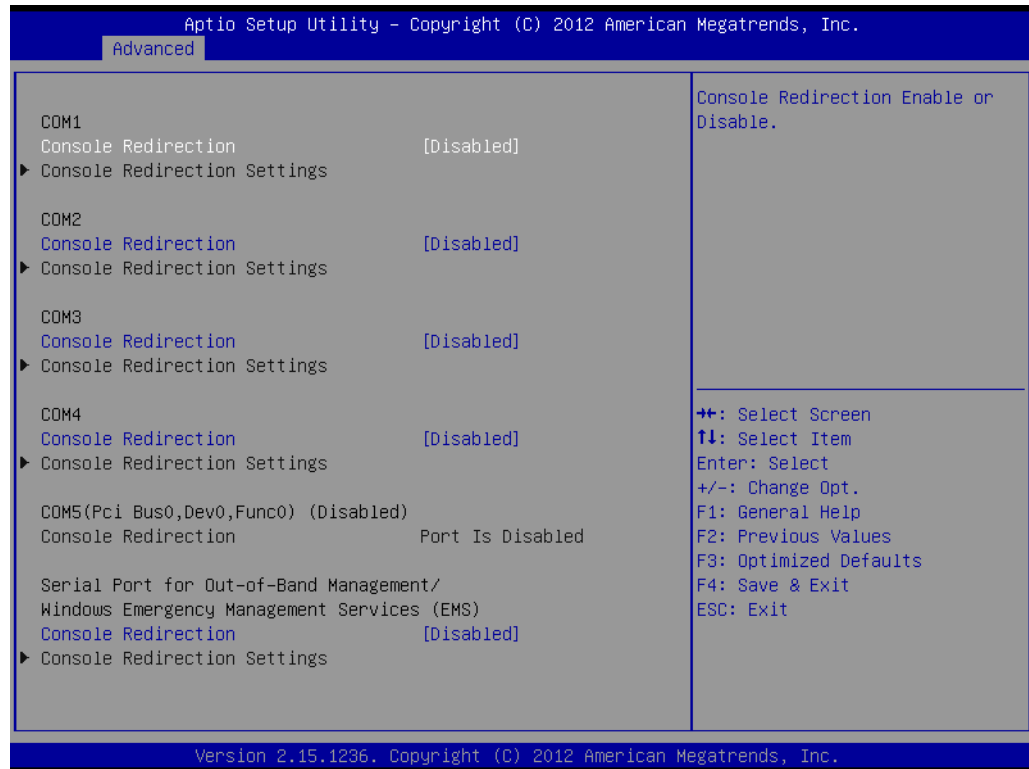 Aptio Setup Utility – Copyright (C) 2012 American Megatrends, Inc.
Advanced
COM1
Console Redirection [Disabled]
▶ Console Redirection Settings
COM2
Console Redirection [Disabled]
▶ Console Redirection Settings
COM3
Console Redirection [Disabled]
▶ Console Redirection Settings
COM4
Console Redirection [Disabled]
▶ Console Redirection Settings
COM5(Pci Bus0,Dev0,Func0) (Disabled)
Console Redirection Port Is Disabled
Serial Port for Out-of-Band Management/
Windows Emergency Management Services (EMS)
Console Redirection [Disabled]
▶ Console Redirection Settings
Console Redirection Enable or
Disable.
→←: Select Screen
↑↓: Select Item
Enter: Select
+/-: Change Opt.
F1: General Help
F2: Previous Values
F3: Optimized Defaults
F4: Save & Exit
ESC: Exit
Version 2.15.1236. Copyright (C) 2012 American Megatrends, Inc.